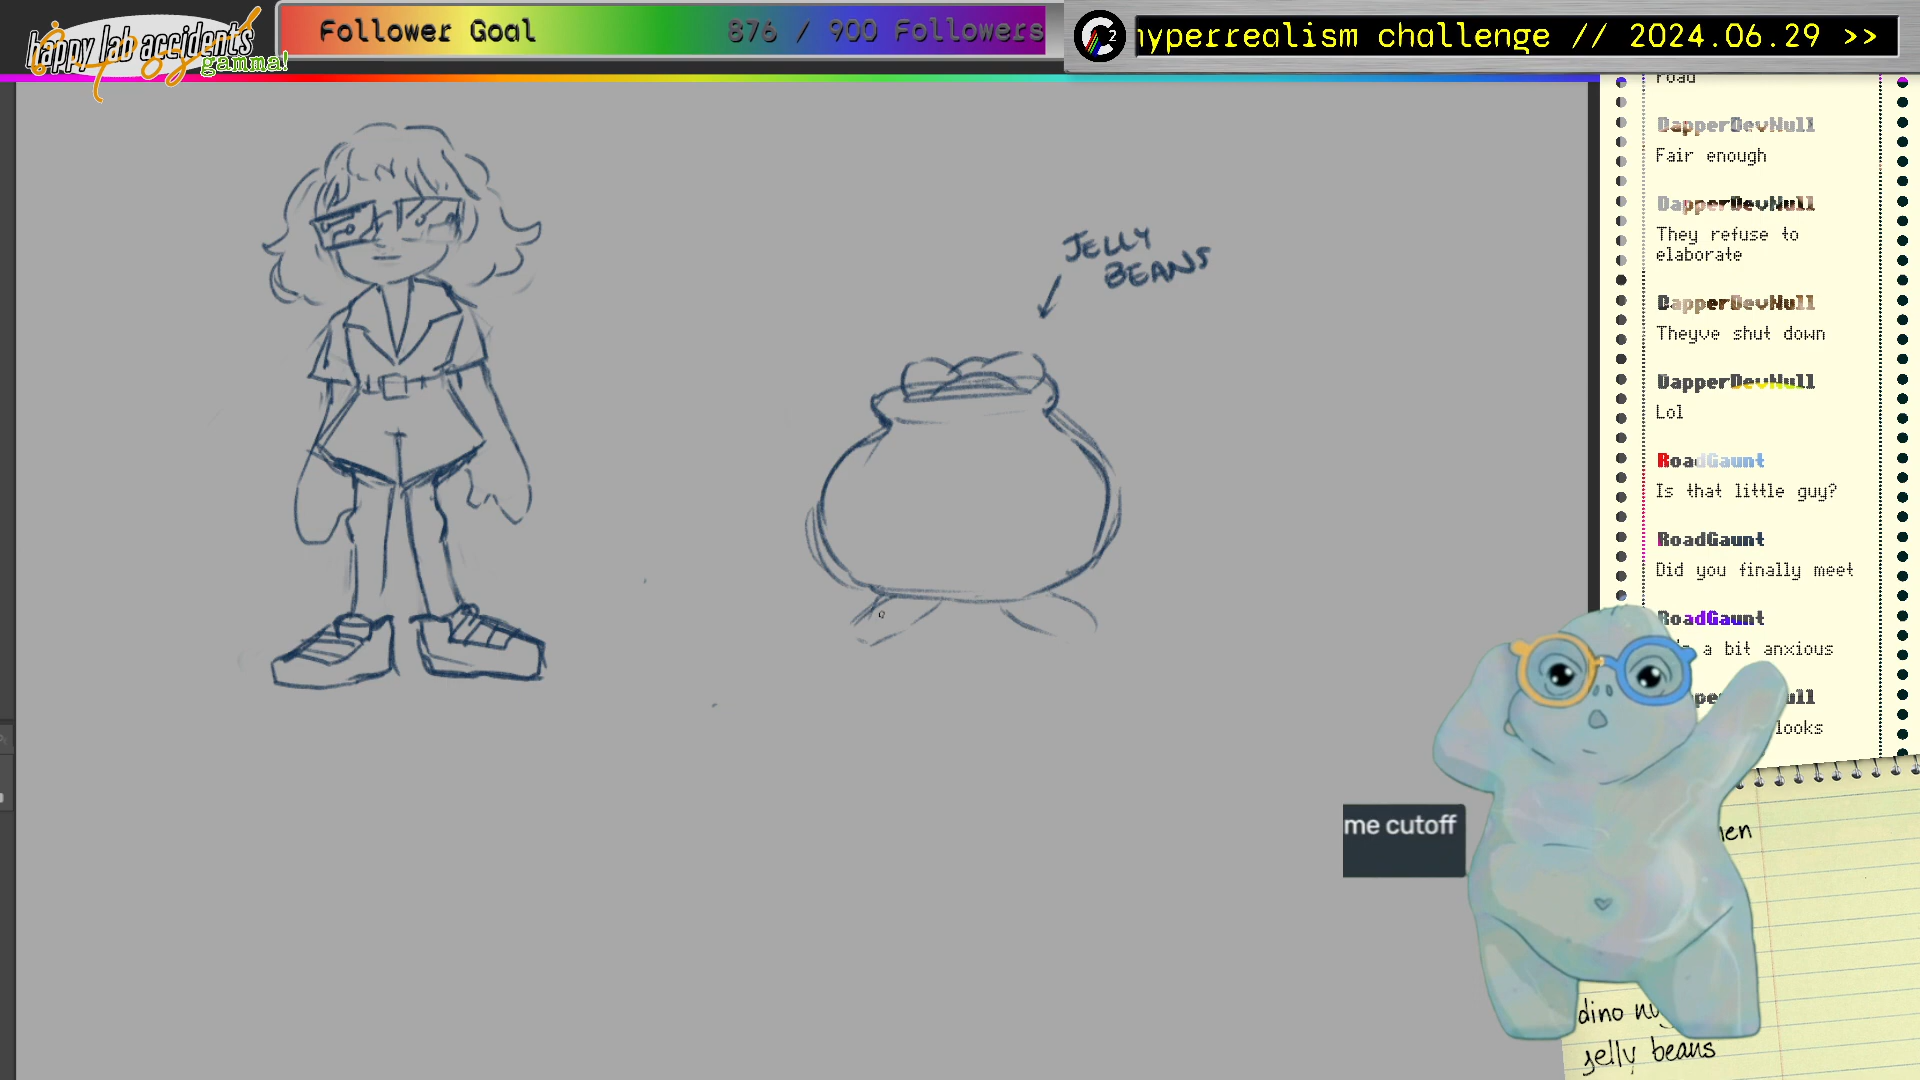 happy lab accidents
gamma!
Follower Goal
876 / 900 Followers
hyperrealism challenge // 2024.06.29 >>
JELLY
BEANS
road
DapperDevNull
Fair enough
DapperDevNull
They refuse to
elaborate
DapperDevNull
Theyve shut down
DapperDevNull
Lol
RoadGaunt
Is that little guy?
RoadGaunt
Did you finally meet
RoadGaunt
a bit anxious
looks
me cutoff
dino
jelly beans